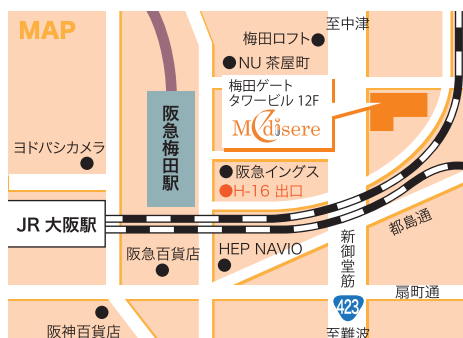 MAP
至中津
梅田ロフト
NU 茶屋町
梅田ゲート
タワービル 12F
Medisere
阪急梅田駅
ヨドバシカメラ
阪急イングス
H-16 出口
JR 大阪駅
都島通
阪急百貨店
HEP NAVIO
新御堂筋
扇町通
423
阪神百貨店
至難波